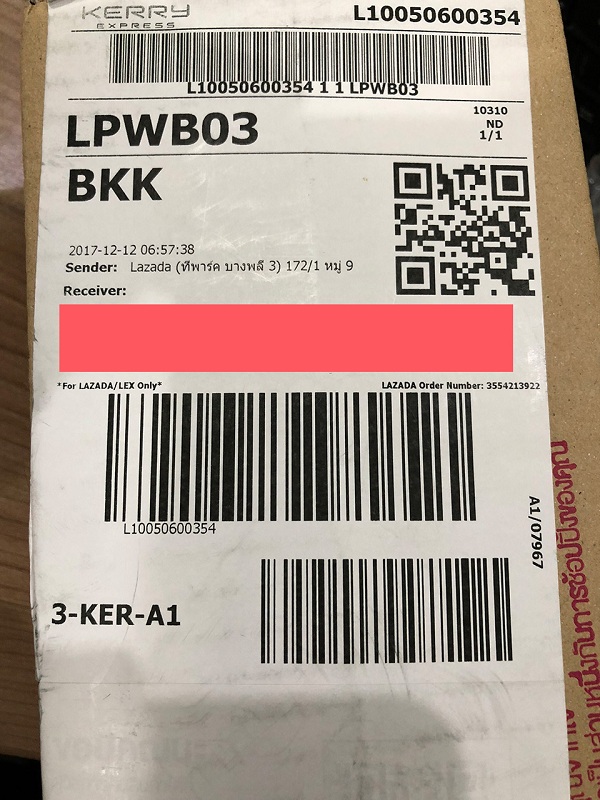 KERRY
EXPRESS
L10050600354
L10050600354 1 1 LPWB03
LPWB03
10310
ND
1/1
BKK
2017-12-12 06:57:38
Sender: Lazada (ทีพาร์ค บางพลี 3) 172/1 หมู่ 9
Receiver:
*For LAZADA/LEX Only*
LAZADA Order Number: 3554213922
L10050600354
A1/07967
3-KER-A1